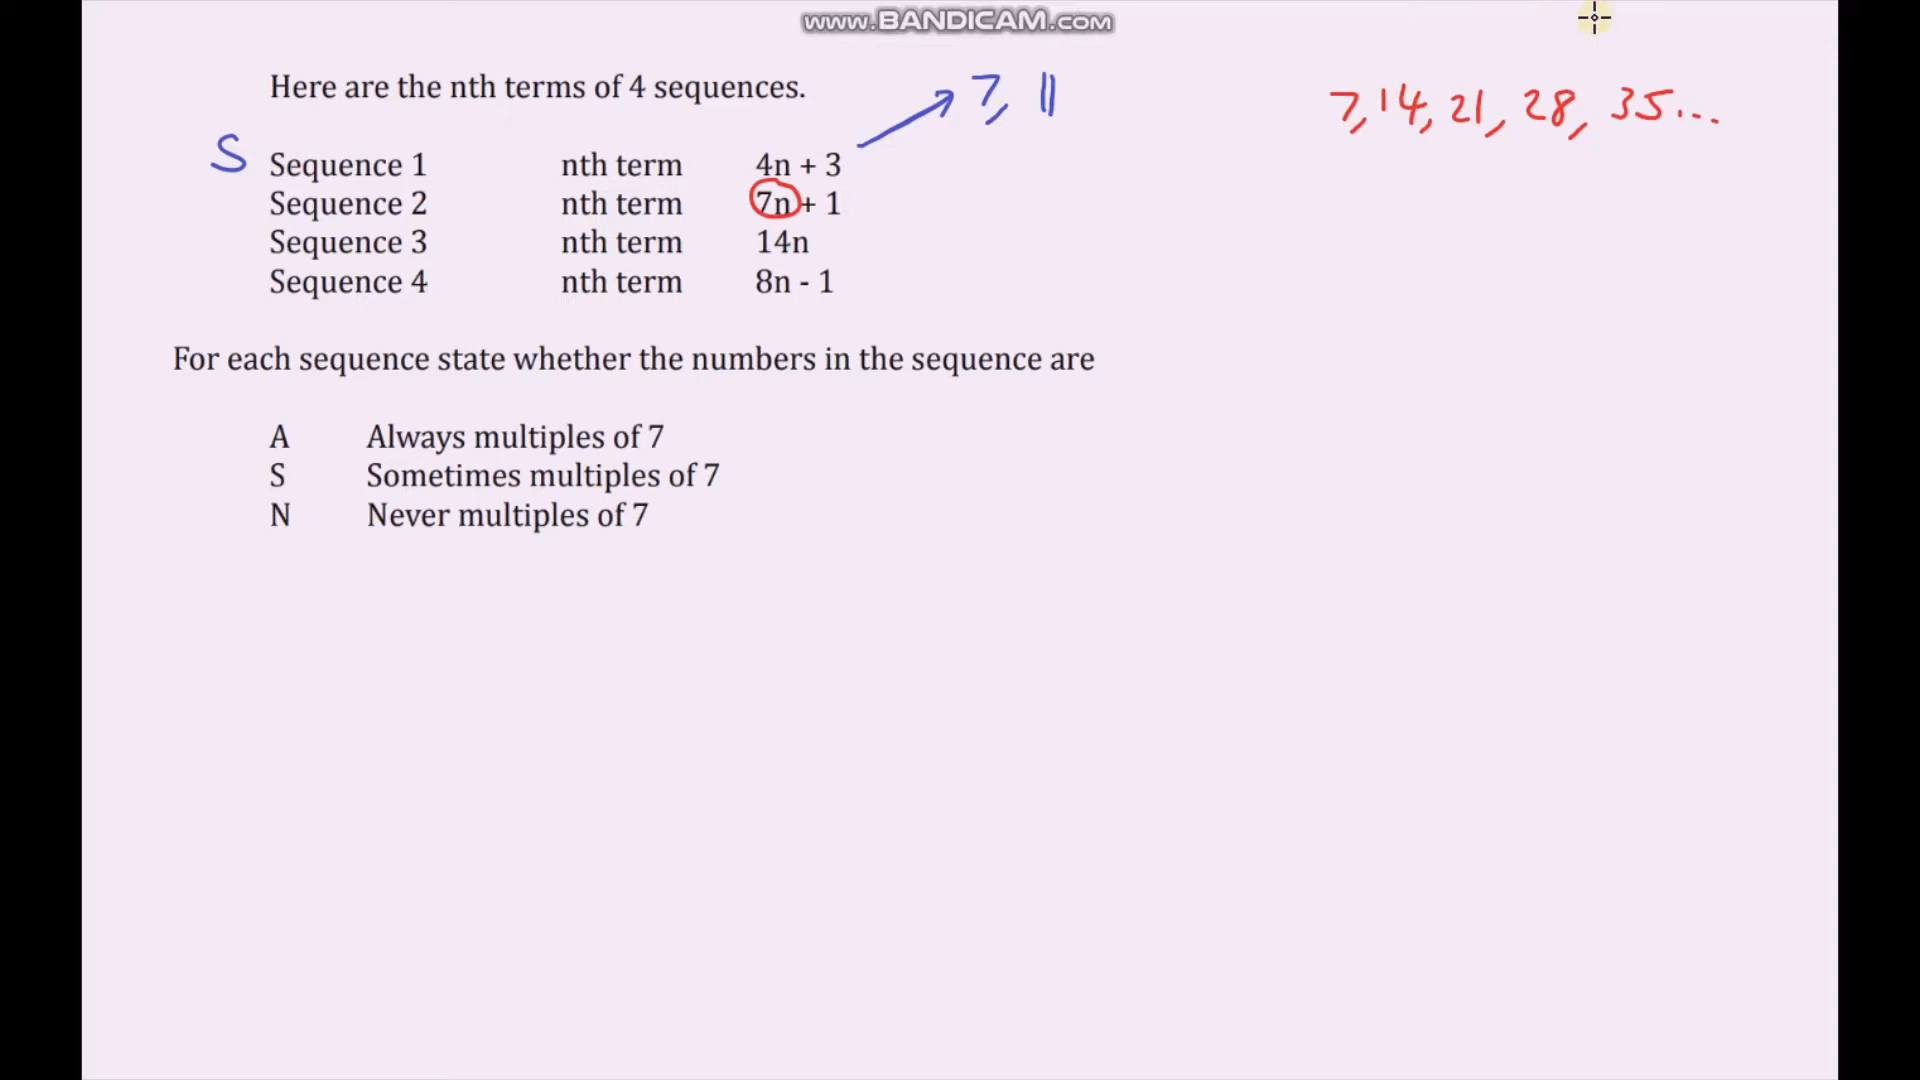 www.BANDICAM.com
Here are the nth terms of 4 sequences.
7, 11
7, 14, 21, 28, 35...
S Sequence 1 nth term 4n + 3
Sequence 2 nth term 7n + 1
Sequence 3 nth term 14n
Sequence 4 nth term 8n - 1
For each sequence state whether the numbers in the sequence are
A Always multiples of 7
S Sometimes multiples of 7
N Never multiples of 7